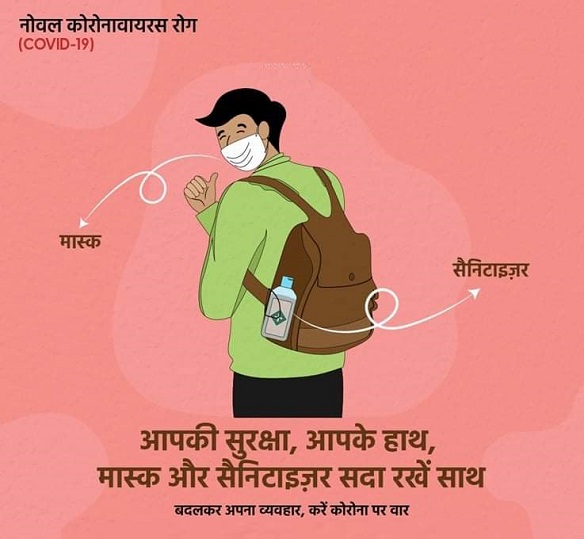 नोवल कोरोनावायरस रोग
(COVID-19)
मास्क
सैनिटाइज़र
आपकी सुरक्षा, आपके हाथ,
मास्क और सैनिटाइज़र सदा रखें साथ
बदलकर अपना व्यवहार, करें कोरोना पर वार